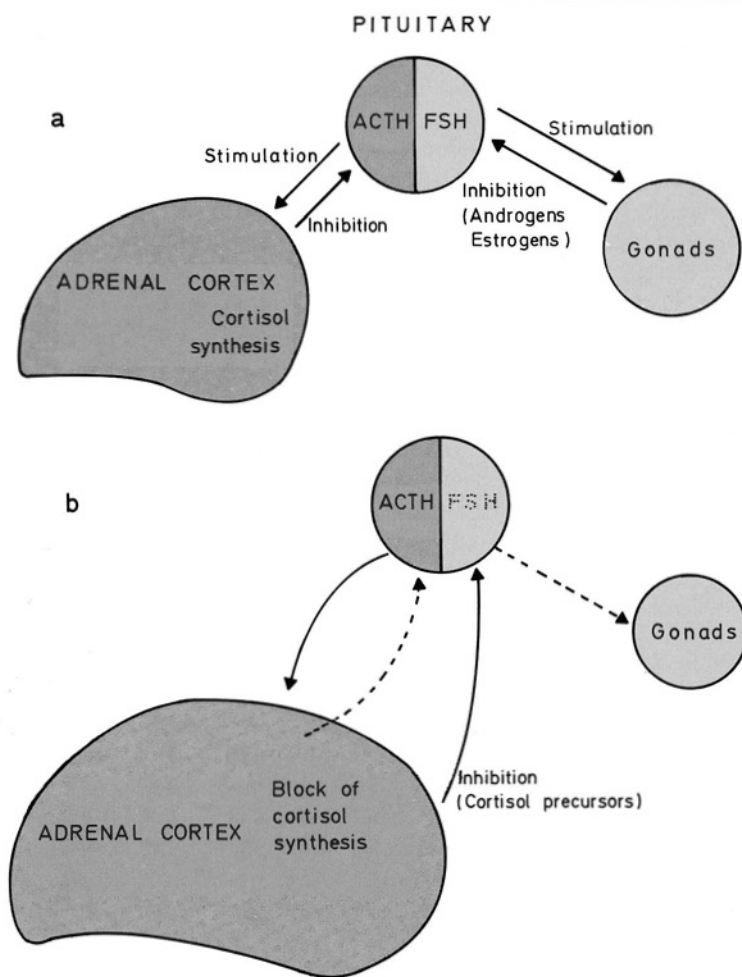 PITUITARY
a
ACTH FSH
Stimulation
Stimulation
Inhibition
Inhibition
(Androgens
Estrogens)
Gonads
ADRENAL CORTEX
Cortisol
synthesis
b
ACTH FSH
Gonads
Inhibition
(Cortisol precursors)
Block of
cortisol
synthesis
ADRENAL CORTEX